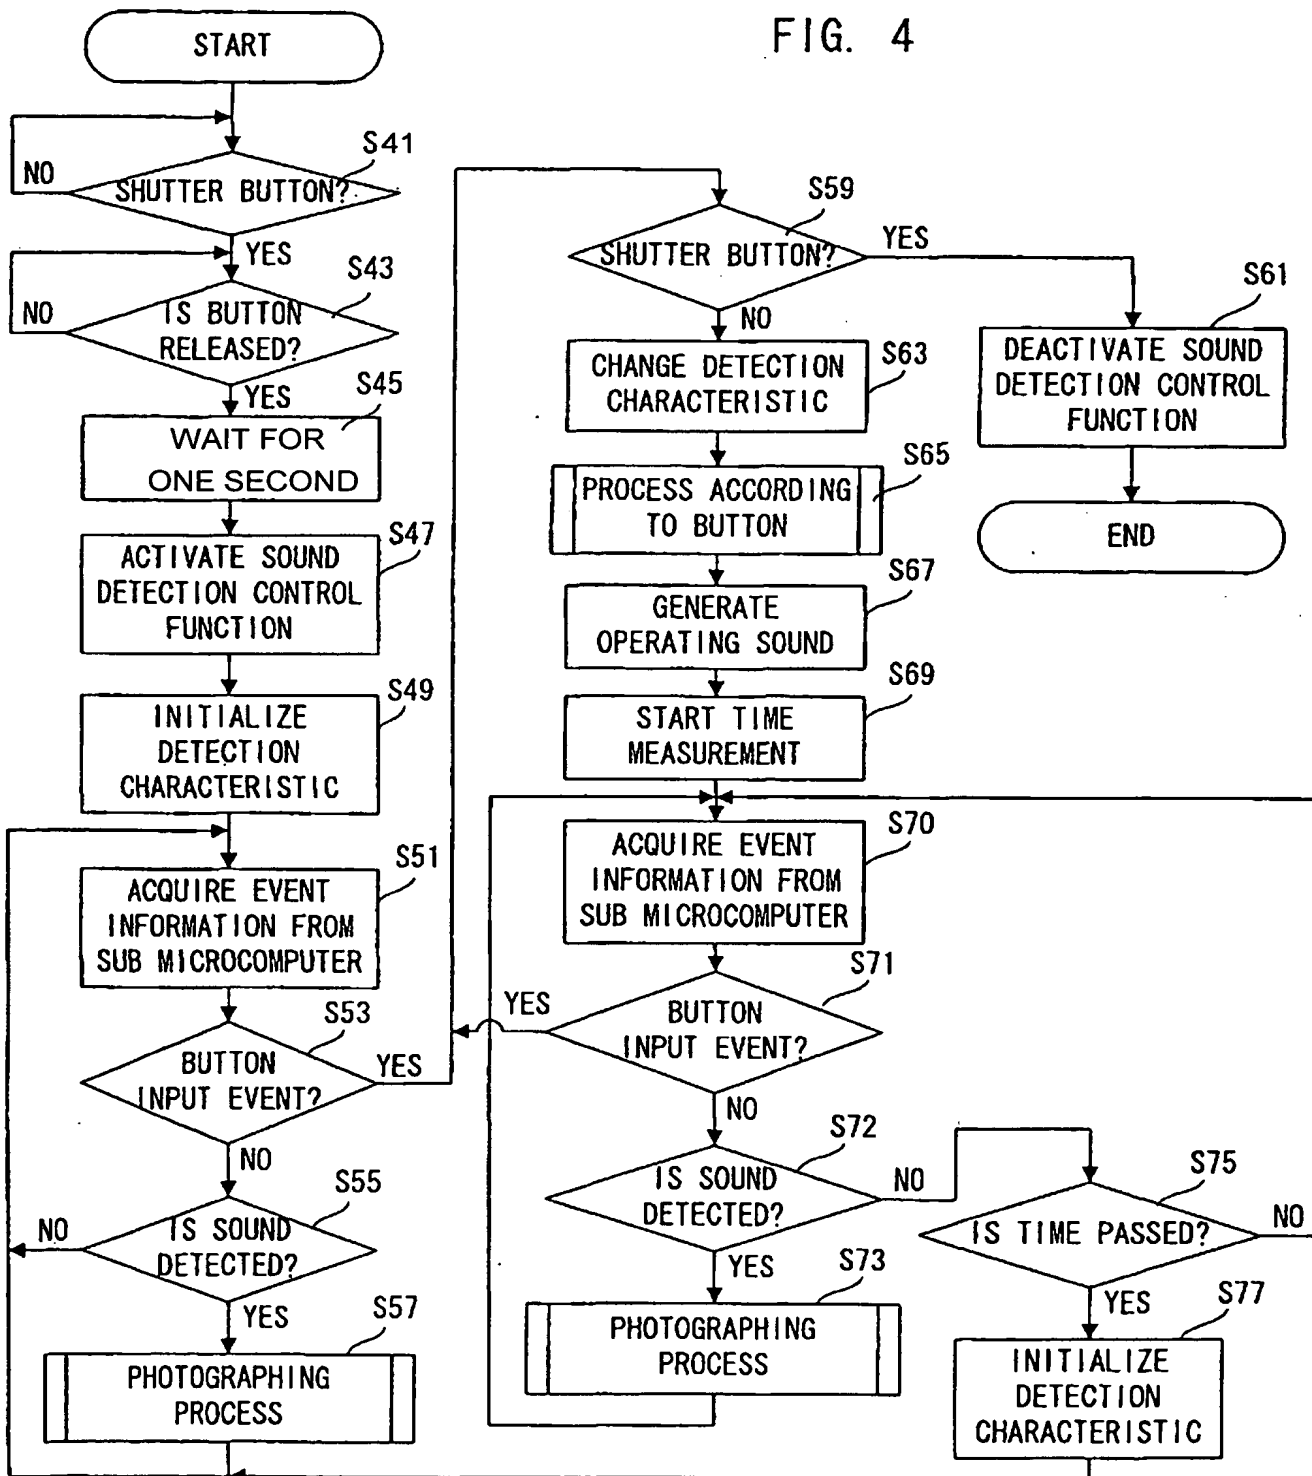 FIG. 4
START
S41
NO
SHUTTER BUTTON?
YES
S43
NO
IS BUTTON
RELEASED?
YES
S45
WAIT FOR
ONE SECOND
S47
ACTIVATE SOUND
DETECTION CONTROL
FUNCTION
S49
INITIALIZE
DETECTION
CHARACTERISTIC
S51
ACQUIRE EVENT
INFORMATION FROM
SUB MICROCOMPUTER
S53
BUTTON
INPUT EVENT?
YES
NO
S55
NO
IS SOUND
DETECTED?
YES
S57
PHOTOGRAPHING
PROCESS
S59
SHUTTER BUTTON?
YES
NO
S61
DEACTIVATE SOUND
DETECTION CONTROL
FUNCTION
END
S63
CHANGE DETECTION
CHARACTERISTIC
S65
PROCESS ACCORDING
TO BUTTON
S67
GENERATE
OPERATING SOUND
S69
START TIME
MEASUREMENT
S70
ACQUIRE EVENT
INFORMATION FROM
SUB MICROCOMPUTER
S71
YES
BUTTON
INPUT EVENT?
NO
S72
IS SOUND
DETECTED?
NO
YES
S73
PHOTOGRAPHING
PROCESS
S75
IS TIME PASSED?
NO
YES
S77
INITIALIZE
DETECTION
CHARACTERISTIC